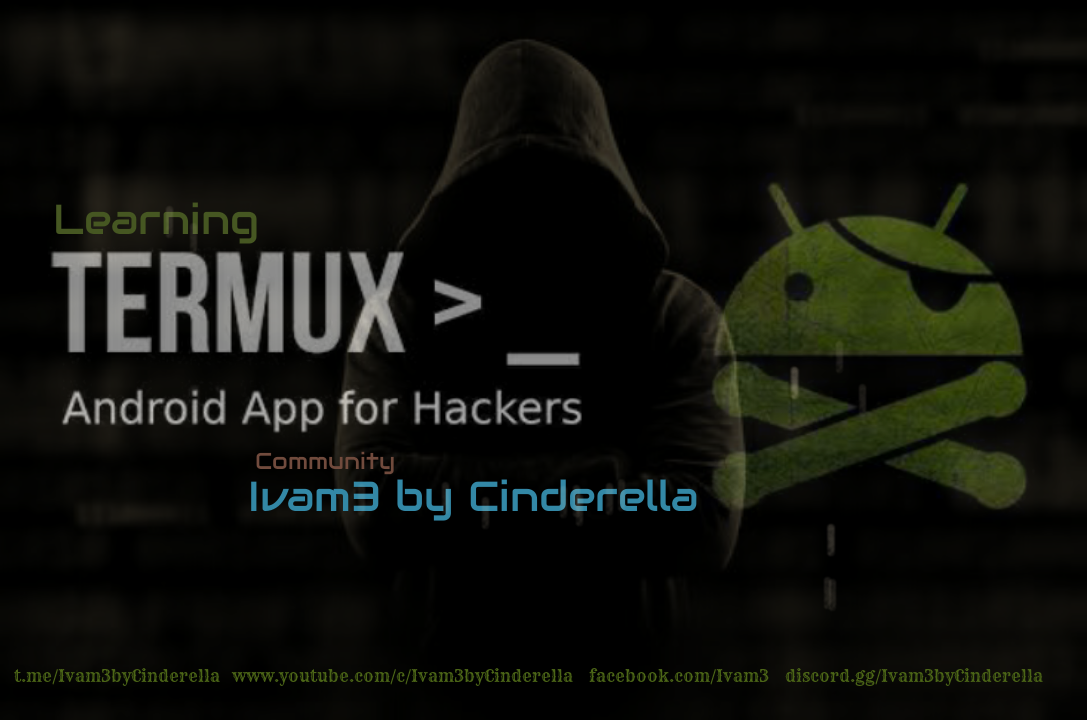 Learning
TERMUX >_
Android App for Hackers
Community
Ivam3 by Cinderella
t.me/Ivam3byCinderella www.youtube.com/c/Ivam3byCinderella facebook.com/Ivam3 discord.gg/Ivam3byCinderella